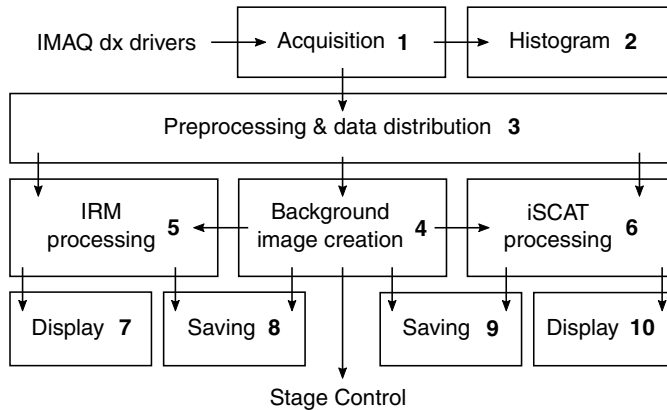 IMAQ dx drivers
Acquisition 1
Histogram 2
Preprocessing & data distribution 3
IRM
processing 5
Background
image creation 4
iSCAT
processing 6
Display 7
Saving 8
Saving 9
Display 10
Stage Control